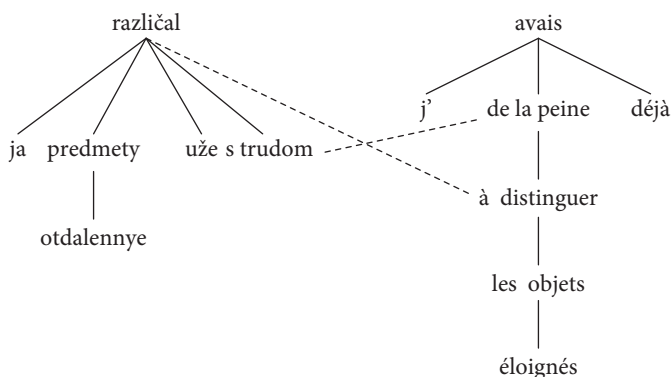 različal avais
j' de la peine déjà
ja predmety uže s trudom
à distinguer
otdalennye
les objets
éloignés